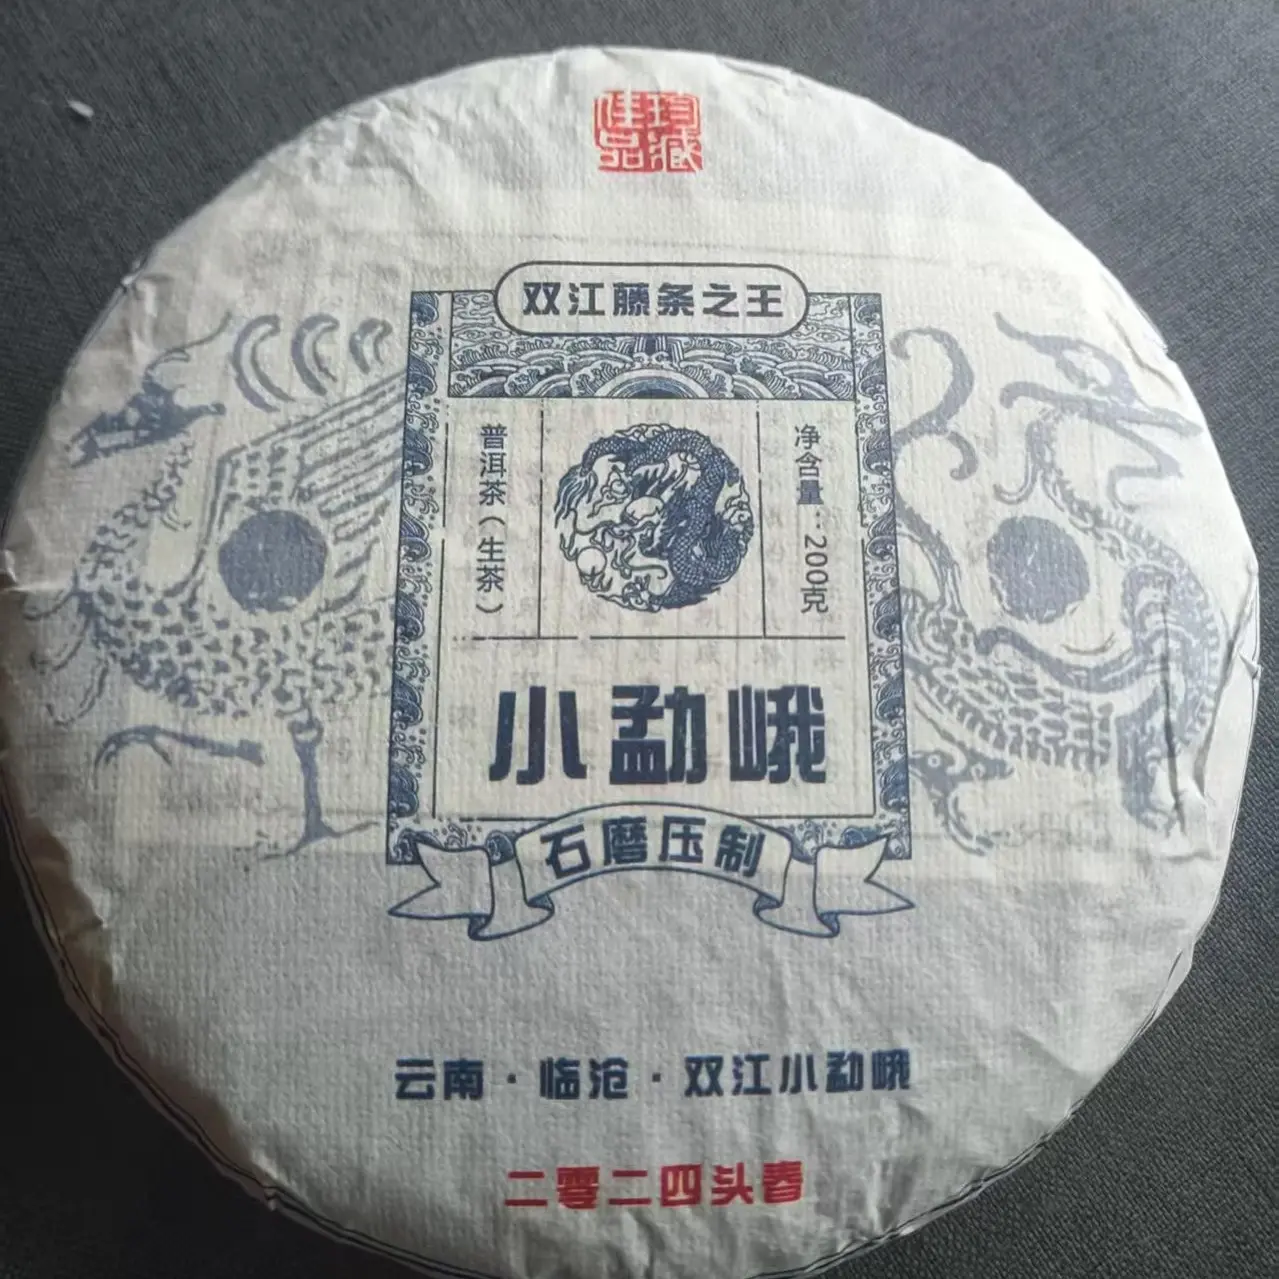 珍藏
佳品
双江藤条之王
净含量：200克
普洱茶（生茶）
小勐峨
石磨压制
云南·临沧·双江小勐峨
二零二四头春